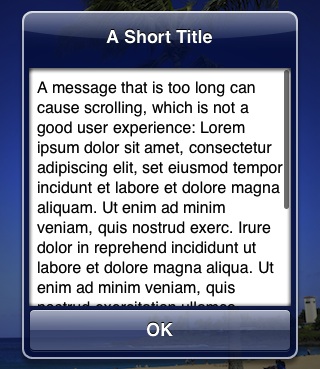 A Short Title
A message that is too long can
cause scrolling, which is not a
good user experience: Lorem
ipsum dolor sit amet, consectetur
adipiscing elit, set eiusmod tempor
incidunt et labore et dolore magna
aliquam. Ut enim ad minim
veniam, quis nostrud exerc. Irure
dolor in reprehend incididunt ut
labore et dolore magna aliqua. Ut
enim ad minim veniam, quis
nostrud exercitation ullamco
OK